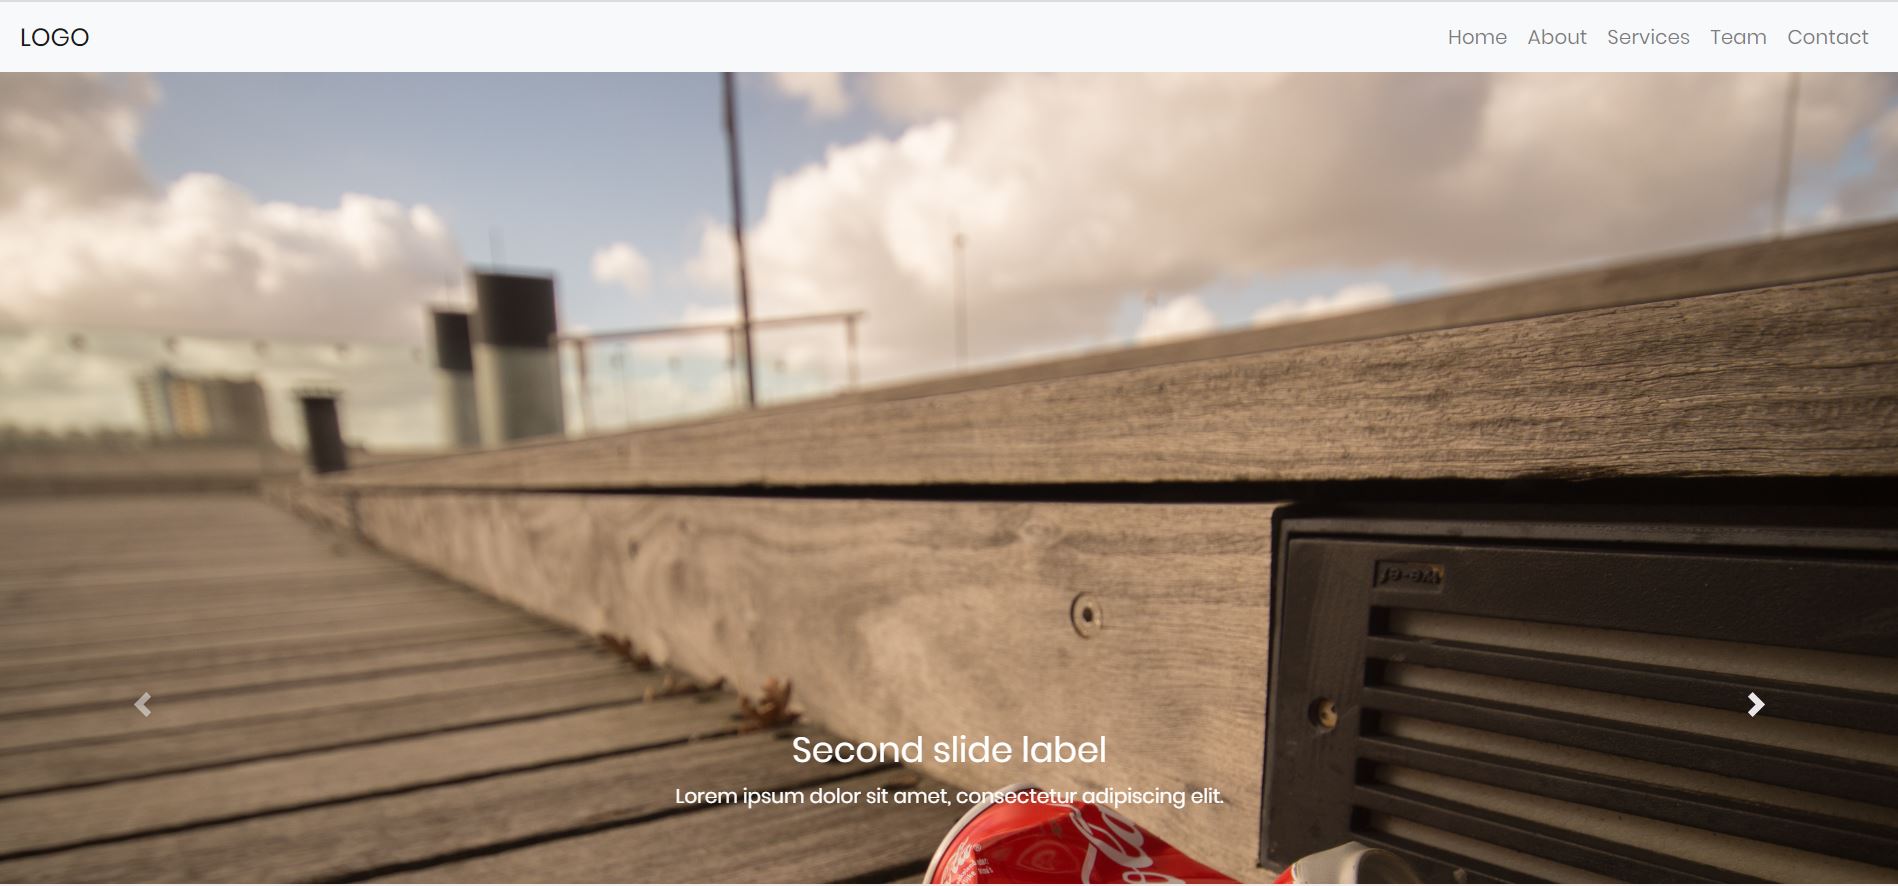 LOGO
Home About Services Team Contact
Second slide label
Lorem ipsum dolor sit amet, consectetur adipiscing elit.